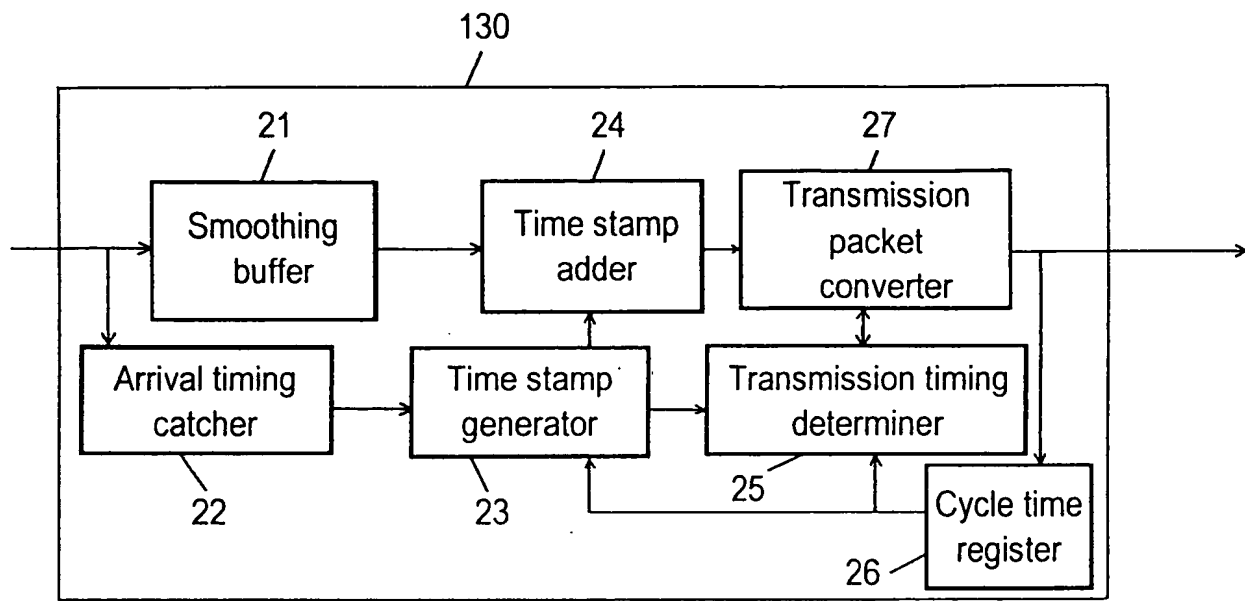 130
21
24
27
Smoothing
buffer
Time stamp
adder
Transmission
packet
converter
Arrival timing
catcher
Time stamp
generator
Transmission timing
determiner
22
23
25
Cycle time
register
26